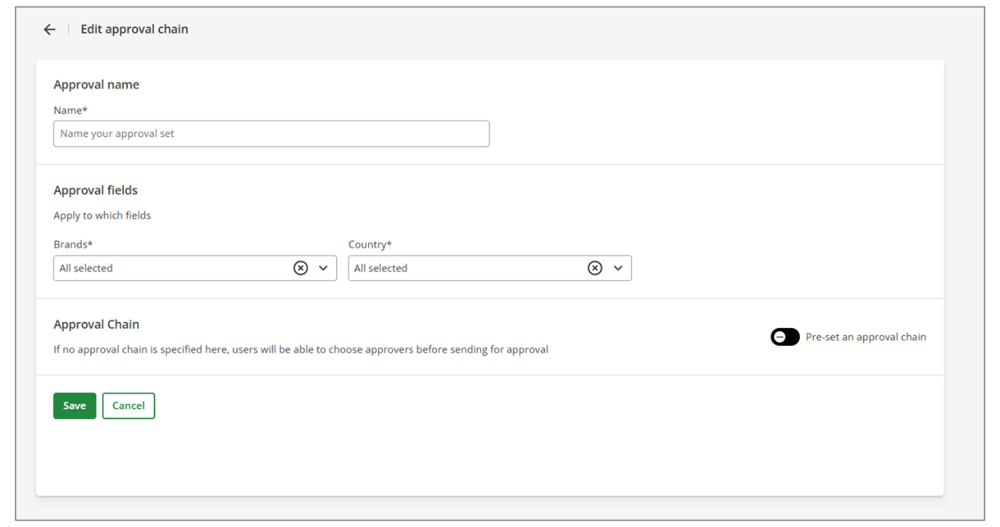 Edit approval chain
Approval name
Name*
Name your approval set
Approval fields
Apply to which fields
Brands* Country*
All selected All selected
Approval Chain
Pre-set an approval chain
If no approval chain is specified here, users will be able to choose approvers before sending for approval
Save Cancel